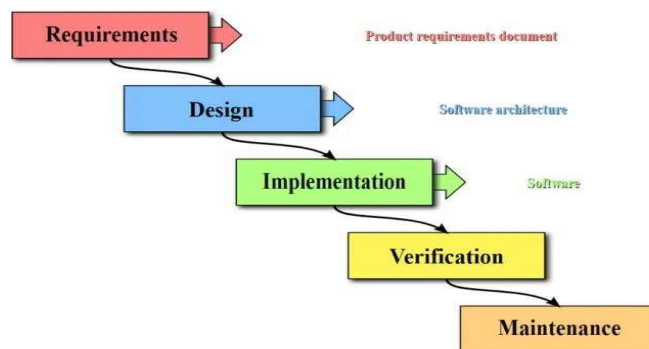 Requirements
Product requirements document
Design
Software architecture
Implementation
Software
Verification
Maintenance